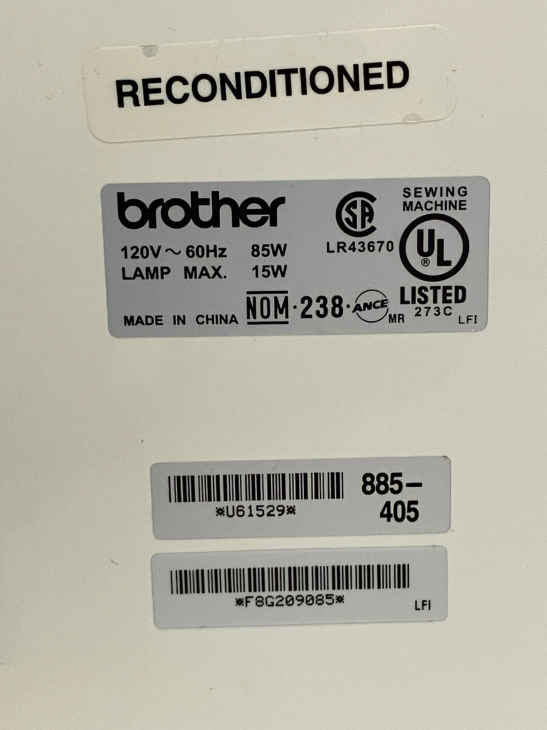 RECONDITIONED
brother
120V～60Hz 85W
LAMP MAX. 15W
MADE IN CHINA
NOM·238·ANCE
MR
LR43670
SEWING
MACHINE
UL
®
LISTED
273C
LFI
885-
405
*U61529*
*F8G209085*
LFI